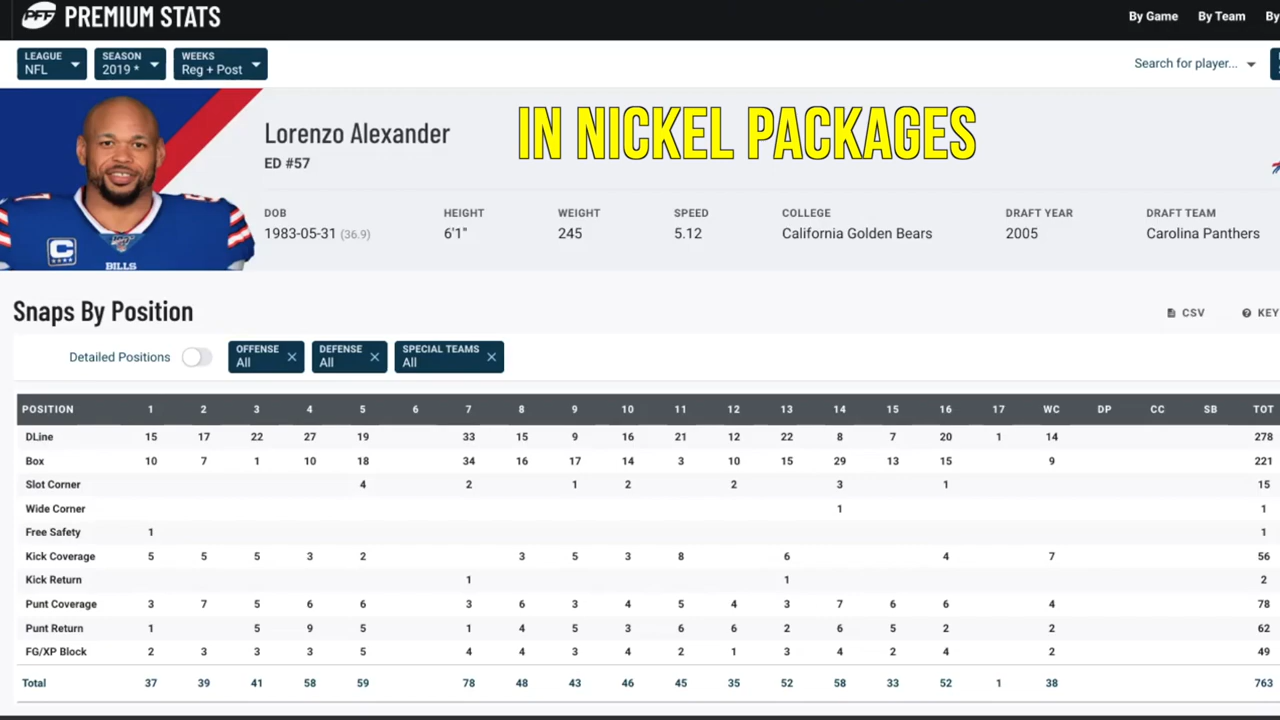 PFF PREMIUM STATS By Game By Team By
LEAGUE SEASON WEEKS
NFL 2019 * Reg + Post Search for player...
Lorenzo Alexander
ED #57
IN NICKEL PACKAGES
DOB HEIGHT WEIGHT SPEED COLLEGE DRAFT YEAR DRAFT TEAM
1983-05-31 (36.9) 6'1" 245 5.12 California Golden Bears 2005 Carolina Panthers
C
BILLS
Snaps By Position CSV KEY
Detailed Positions OFFENSE All DEFENSE All SPECIAL TEAMS All
POSITION 1 2 3 4 5 6 7 8 9 10 11 12 13 14 15 16 17 WC DP CC SB TOT
DLine 15 17 22 27 19 33 15 9 16 21 12 22 8 7 20 1 14 278
Box 10 7 1 10 18 34 16 17 14 3 10 15 29 13 15 9 221
Slot Corner 4 2 1 2 2 3 1 15
Wide Corner 1 1
Free Safety 1 1
Kick Coverage 5 5 5 3 2 3 5 3 8 6 4 7 56
Kick Return 1 1 2
Punt Coverage 3 7 5 6 6 3 6 3 4 5 4 3 7 6 6 4 78
Punt Return 1 5 9 5 1 4 5 3 6 6 2 6 5 2 2 62
FG/XP Block 2 3 3 3 5 4 4 3 4 2 1 3 4 2 4 2 49
Total 37 39 41 58 59 78 48 43 46 45 35 52 58 33 52 1 38 763